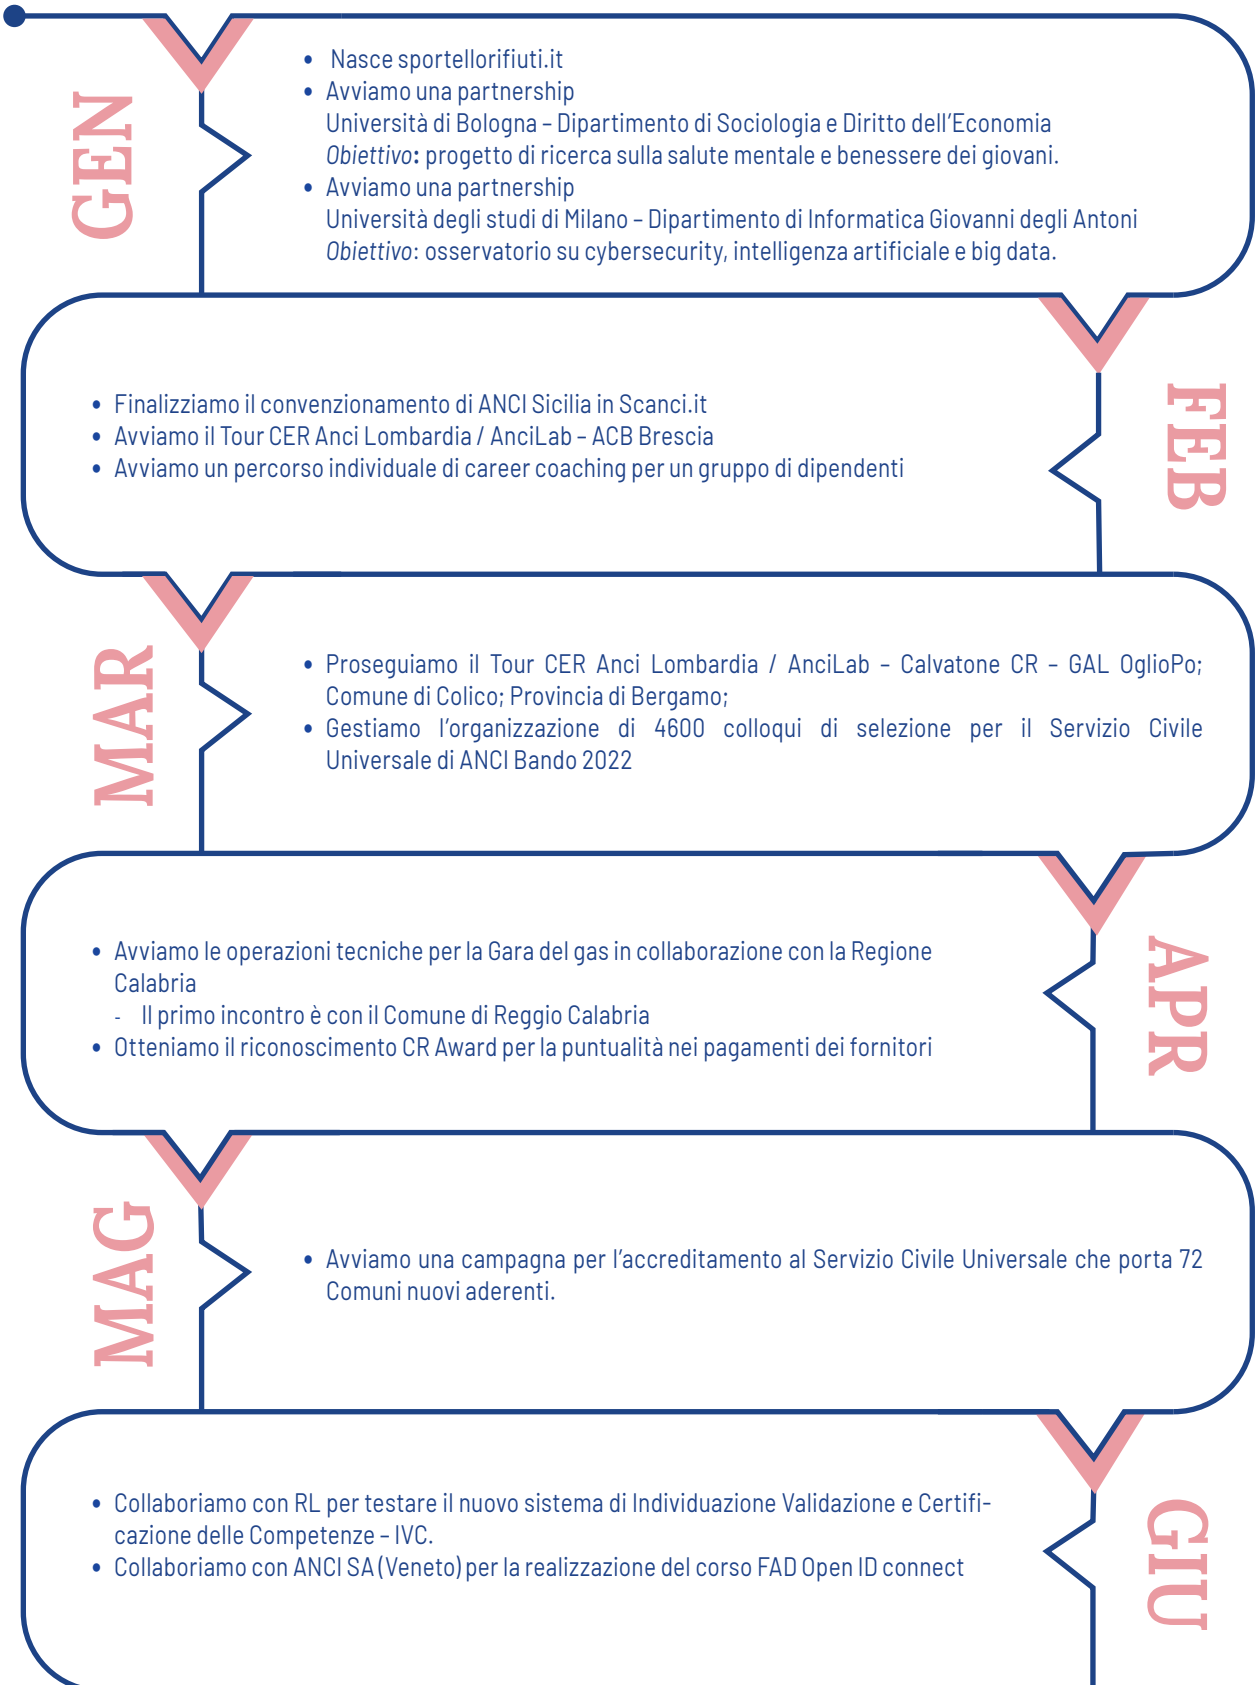 GEN
• Nasce sportellorifiuti.it
• Avviamo una partnership
Università di Bologna – Dipartimento di Sociologia e Diritto dell'Economia
Obiettivo: progetto di ricerca sulla salute mentale e benessere dei giovani.
• Avviamo una partnership
Università degli studi di Milano – Dipartimento di Informatica Giovanni degli Antoni
Obiettivo: osservatorio su cybersecurity, intelligenza artificiale e big data.
FEB
• Finalizziamo il convenzionamento di ANCI Sicilia in Scanci.it
• Avviamo il Tour CER Anci Lombardia / AnciLab – ACB Brescia
• Avviamo un percorso individuale di career coaching per un gruppo di dipendenti
MAR
• Proseguiamo il Tour CER Anci Lombardia / AnciLab – Calvatone CR – GAL OglioPo;
Comune di Colico; Provincia di Bergamo;
• Gestiamo l'organizzazione di 4600 colloqui di selezione per il Servizio Civile
Universale di ANCI Bando 2022
APR
• Avviamo le operazioni tecniche per la Gara del gas in collaborazione con la Regione
Calabria
- Il primo incontro è con il Comune di Reggio Calabria
• Otteniamo il riconoscimento CR Award per la puntualità nei pagamenti dei fornitori
MAG
• Avviamo una campagna per l'accreditamento al Servizio Civile Universale che porta 72
Comuni nuovi aderenti.
GIU
• Collaboriamo con RL per testare il nuovo sistema di Individuazione Validazione e Certifi-
cazione delle Competenze – IVC.
• Collaboriamo con ANCI SA (Veneto) per la realizzazione del corso FAD Open ID connect